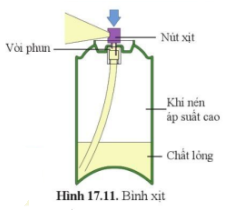 Nút xịt
Vòi phun
Khí nén
áp suất cao
Chất lỏng
Hình 17.11. Bình xịt